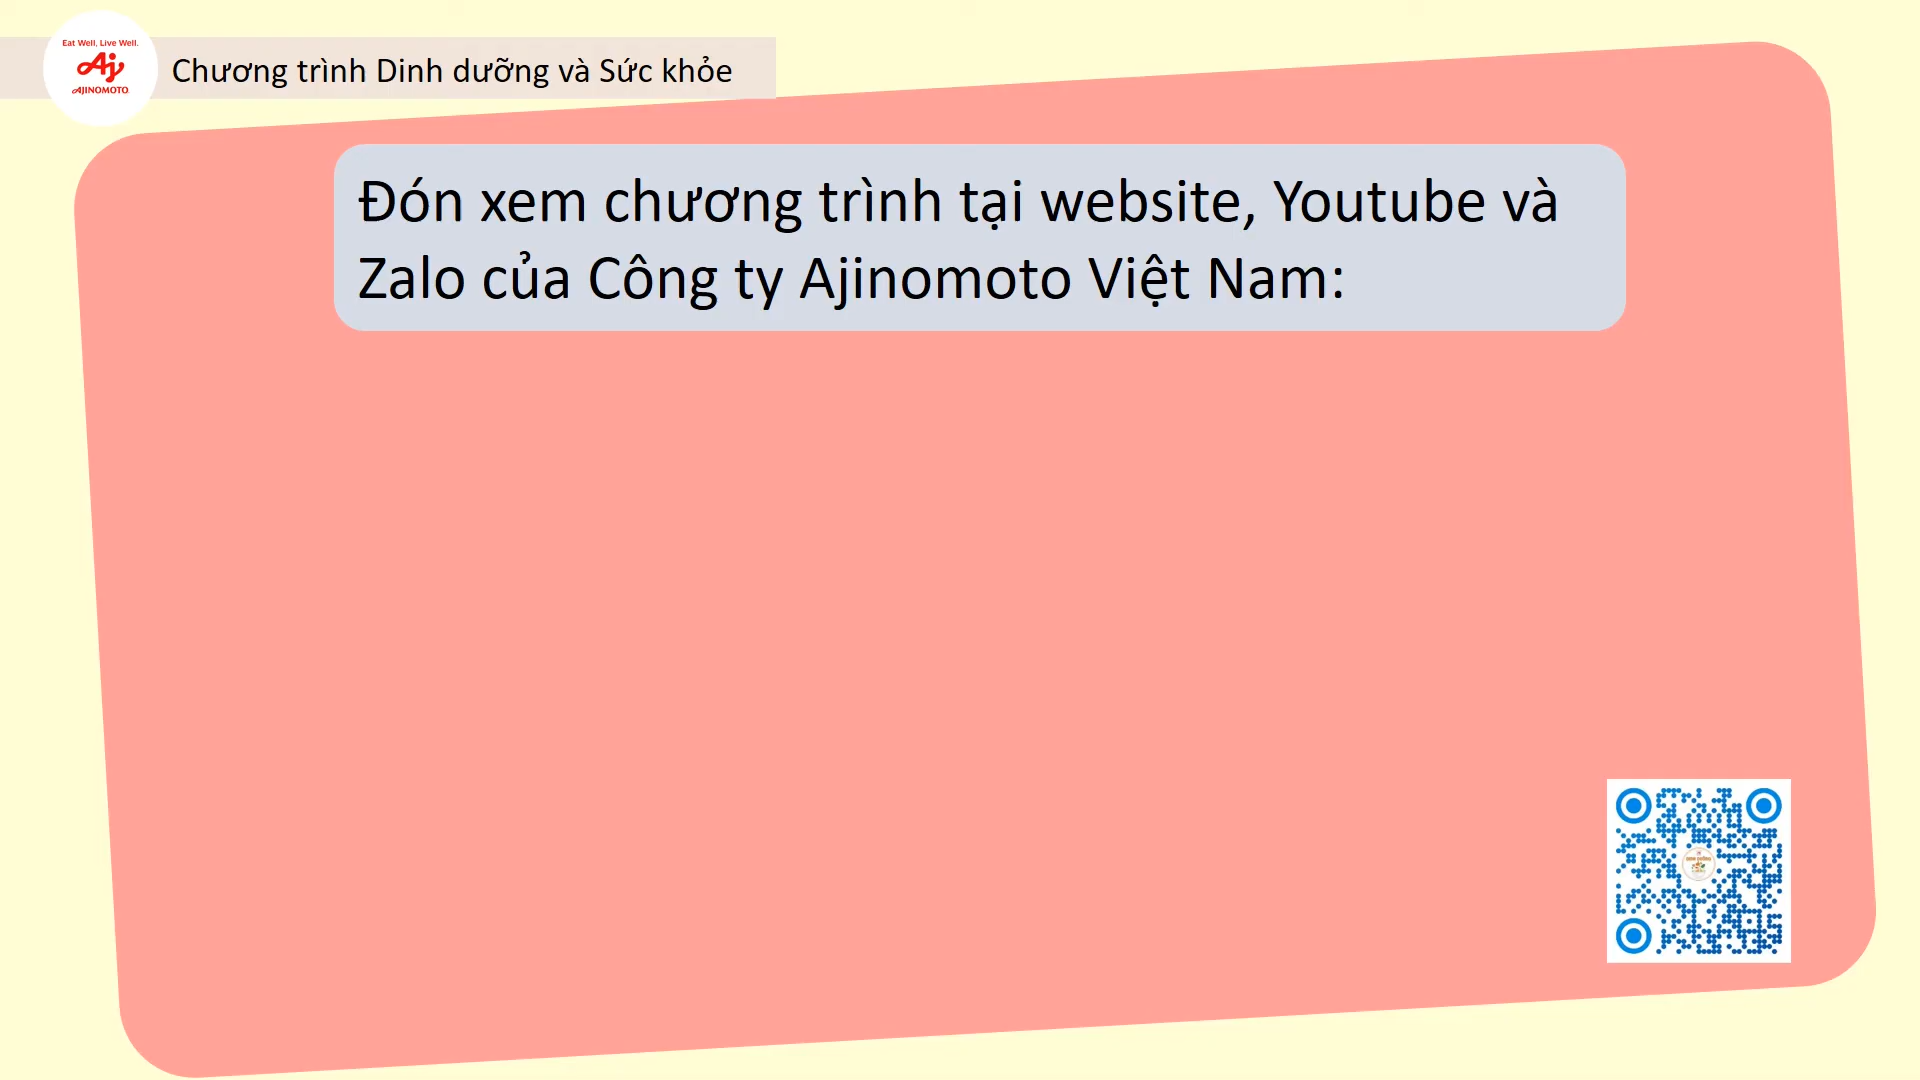 Eat Well, Live Well.
AJINOMOTO
Chương trình Dinh dưỡng và Sức khỏe
Đón xem chương trình tại website, Youtube và
Zalo của Công ty Ajinomoto Việt Nam: